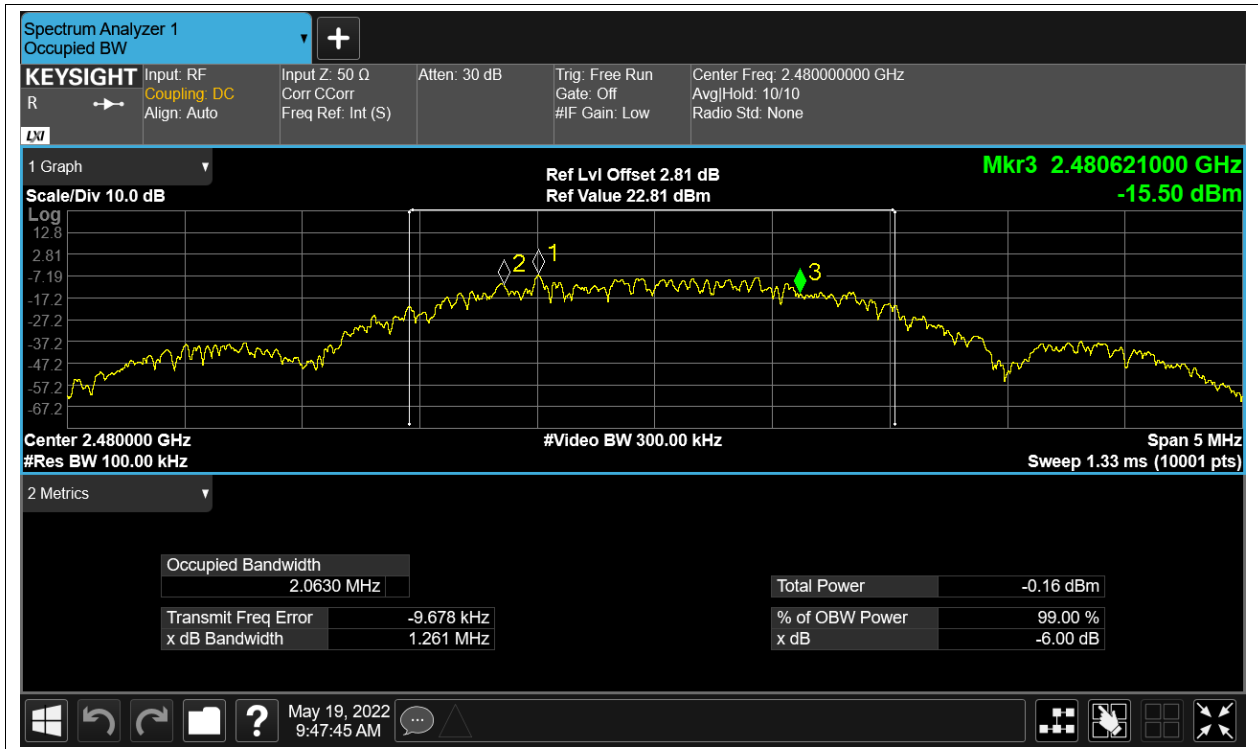 Spectrum Analyzer 1
Occupied BW
KEYSIGHT
R
LXI
Input: RF
Coupling: DC
Align: Auto
Input Z: 50 Ω
Corr CCorr
Freq Ref: Int (S)
Atten: 30 dB
Trig: Free Run
Gate: Off
#IF Gain: Low
Center Freq: 2.480000000 GHz
Avg|Hold: 10/10
Radio Std: None
1 Graph
Scale/Div 10.0 dB
Ref Lvl Offset 2.81 dB
Ref Value 22.81 dBm
Mkr3 2.480621000 GHz
-15.50 dBm
Log
12.8
2.81
-7.19
-17.2
-27.2
-37.2
-47.2
-57.2
-67.2
2
1
3
Center 2.480000 GHz
#Res BW 100.00 kHz
#Video BW 300.00 kHz
Span 5 MHz
Sweep 1.33 ms (10001 pts)
2 Metrics
Occupied Bandwidth
2.0630 MHz
Transmit Freq Error -9.678 kHz
x dB Bandwidth 1.261 MHz
Total Power -0.16 dBm
% of OBW Power 99.00 %
x dB -6.00 dB
?
May 19, 2022
9:47:45 AM